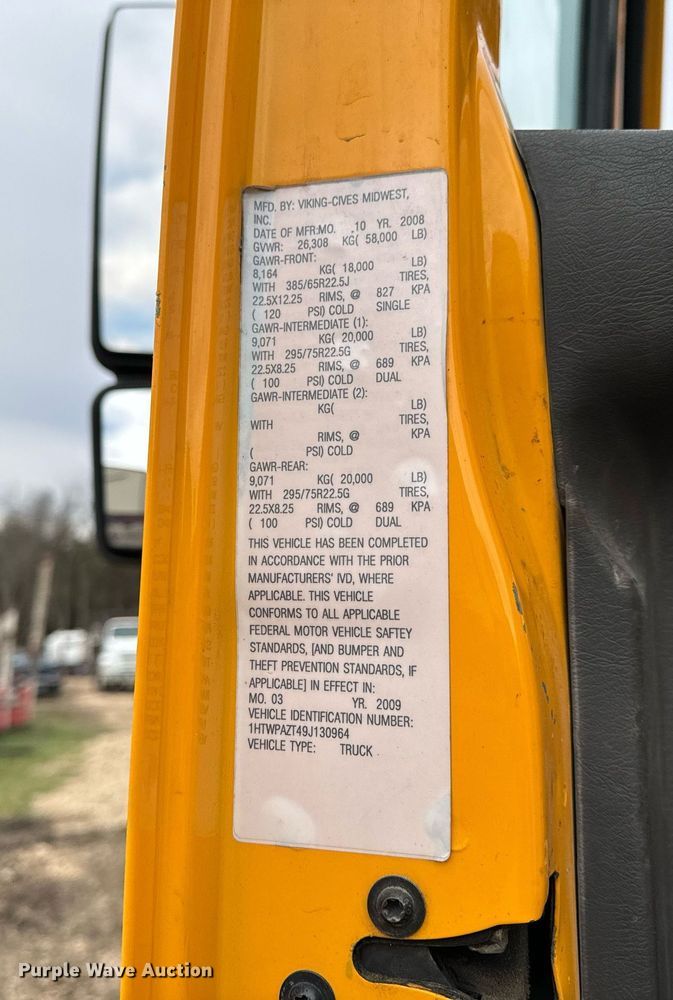 MFD. BY: VIKING-CIVES MIDWEST,
INC.
DATE OF MFR:MO. 10 YR. 2008
GVWR: 26,308 KG( 58,000 LB)
GAWR-FRONT:
8,164 KG( 18,000 LB)
WITH 385/65R22.5J TIRES,
22.5X12.25 RIMS, @ 827 KPA
( 120 PSI) COLD SINGLE
GAWR-INTERMEDIATE (1):
9,071 KG( 20,000 LB)
WITH 295/75R22.5G TIRES,
22.5X8.25 RIMS, @ 689 KPA
( 100 PSI) COLD DUAL
GAWR-INTERMEDIATE (2):
KG( LB)
WITH TIRES,
RIMS, @ KPA
( PSI) COLD
GAWR-REAR:
9,071 KG( 20,000 LB)
WITH 295/75R22.5G TIRES,
22.5X8.25 RIMS, @ 689 KPA
( 100 PSI) COLD DUAL
THIS VEHICLE HAS BEEN COMPLETED
IN ACCORDANCE WITH THE PRIOR
MANUFACTURERS' IVD, WHERE
APPLICABLE. THIS VEHICLE
CONFORMS TO ALL APPLICABLE
FEDERAL MOTOR VEHICLE SAFTEY
STANDARDS, [AND BUMPER AND
THEFT PREVENTION STANDARDS, IF
APPLICABLE] IN EFFECT IN:
MO. 03 YR. 2009
VEHICLE IDENTIFICATION NUMBER:
1HTWPAZT49J130964
VEHICLE TYPE: TRUCK
Purple Wave Auction